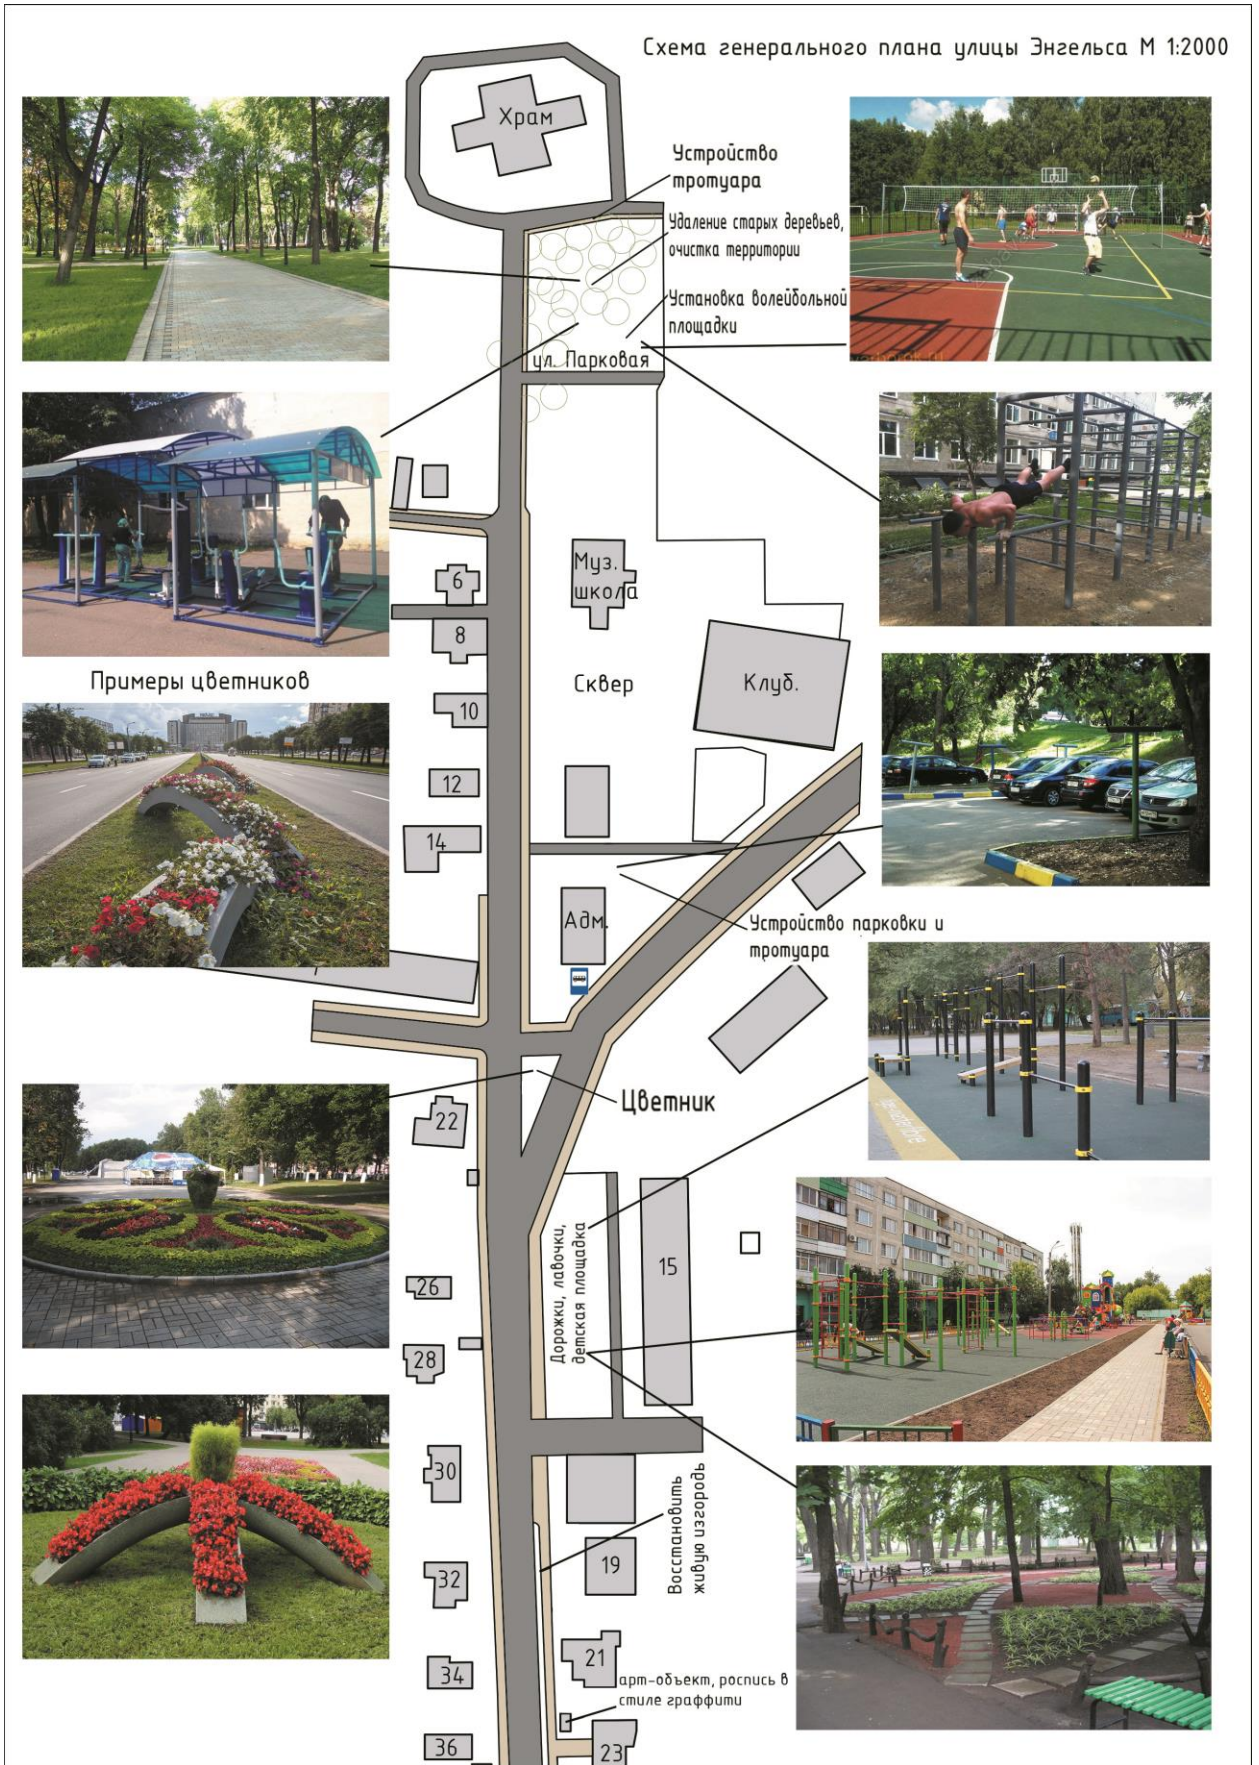 Схема генерального плана улицы Энгельса М 1:2000
Храм
Устройство
тротуара
Удаление старых деревьев,
очистка территории
Установка волейбольной
площадки
ул. Парковая
6
Муз.
школа
8
Примеры цветников
Сквер
Клуб.
10
12
14
Адм.
Устройство парковки и
тротуара
Цветник
22
Дорожки, лавочки,
детская площадка
15
26
28
30
Восстановить
живую изгородь
19
32
21
34
арт-объект, роспись в
стиле граффити
36
23